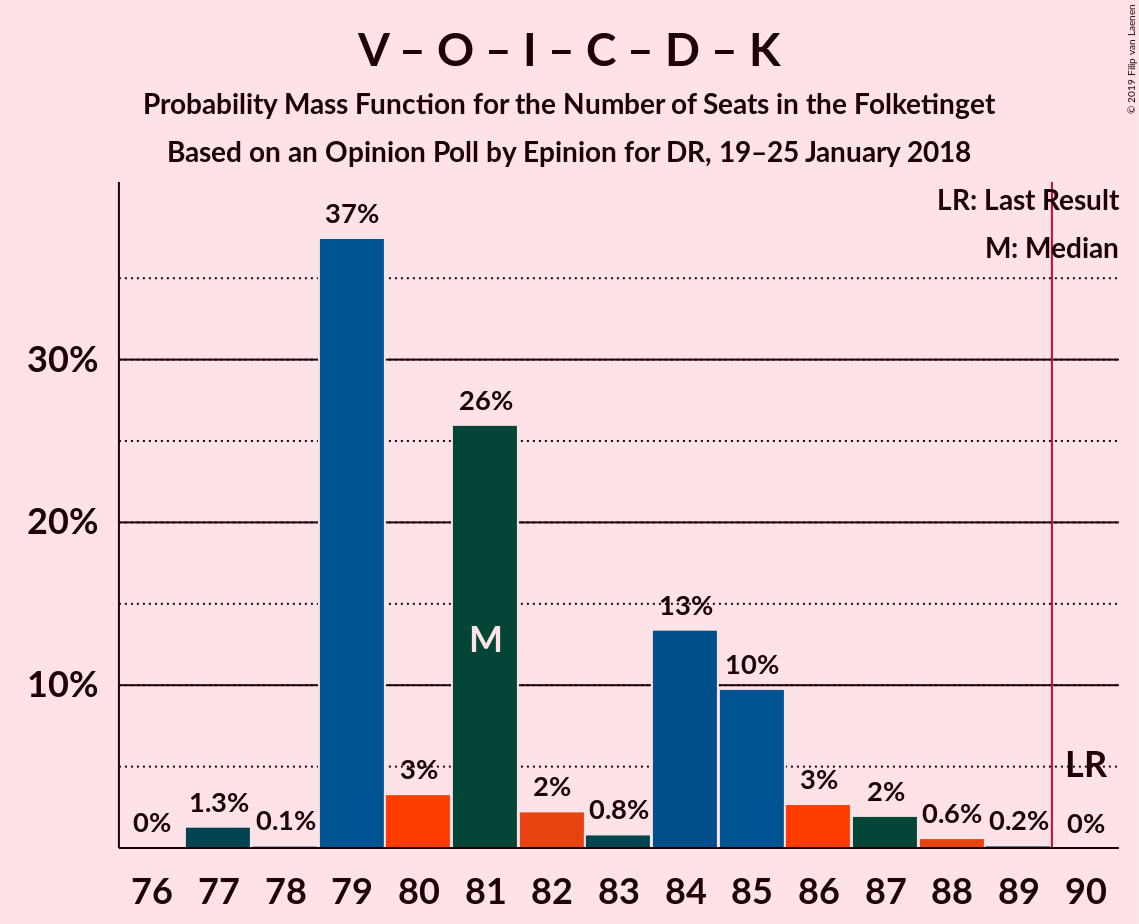 V – O – I – C – D – K
Probability Mass Function for the Number of Seats in the Folketinget
Based on an Opinion Poll by Epinion for DR, 19–25 January 2018
© 2019 Filip van Laenen
LR: Last Result
M: Median
37%
30%
26%
20%
13%
M
10%
10%
LR
3%
3%
2%
2%
1.3%
0.1%
0.8%
0.6%
0.2%
0%
0%
76 77 78 79 80 81 82 83 84 85 86 87 88 89 90